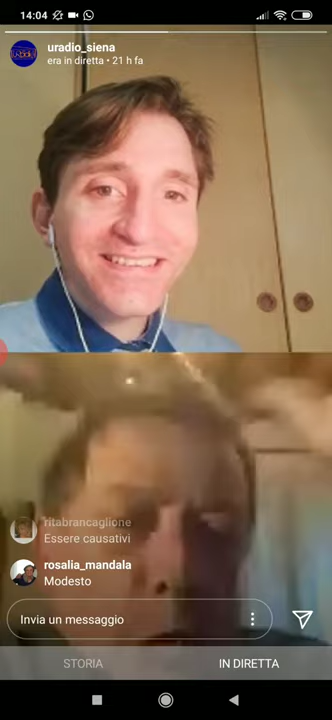 14:04
uradio_siena
era in diretta • 21 h fa
ritabrancaglione
Essere causativi
rosalia_mandala
Modesto
Invia un messaggio
STORIA
IN DIRETTA